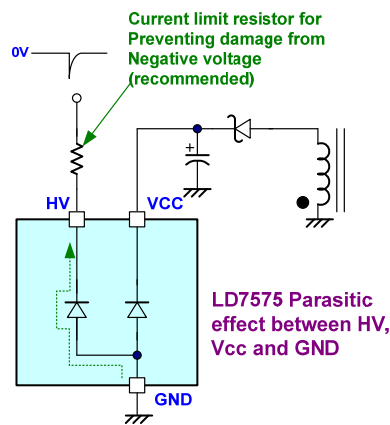 Current limit resistor for
Preventing damage from
Negative voltage
(recommended)
0V
+
HV
VCC
LD7575 Parasitic
effect between HV,
Vcc and GND
GND